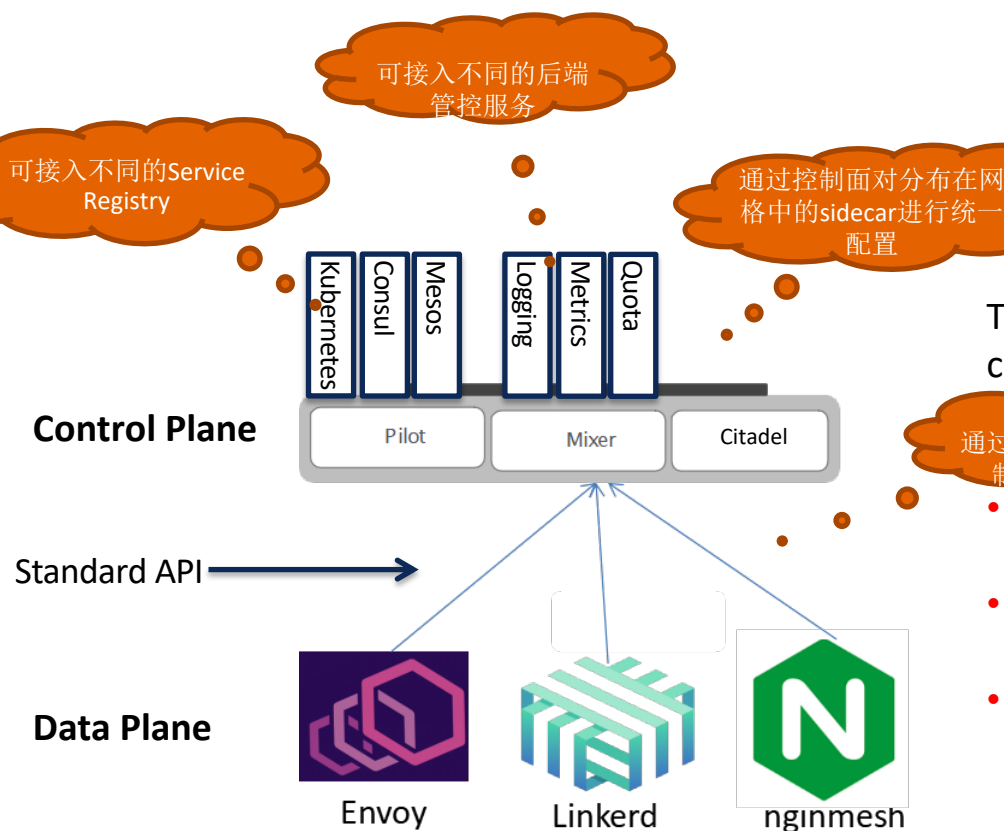 可接入不同的后端
管控服务
可接入不同的Service
Registry
通过控制面对分布在网
格中的sidecar进行统一
配置
Kubernetes
Consul
Mesos
Logging
Metrics
Quota
T
c
Control Plane
Pilot
Mixer
Citadel
通过
制
Standard API
Data Plane
Envoy
Linkerd
nginmesh